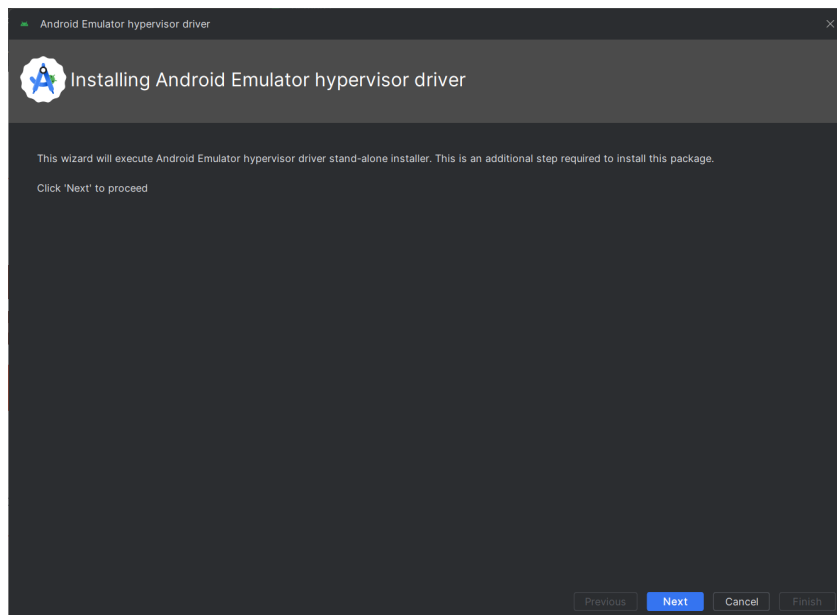 Android Emulator hypervisor driver
Installing Android Emulator hypervisor driver
This wizard will execute Android Emulator hypervisor driver stand-alone installer. This is an additional step required to install this package.
Click 'Next' to proceed
Previous Next Cancel Finish